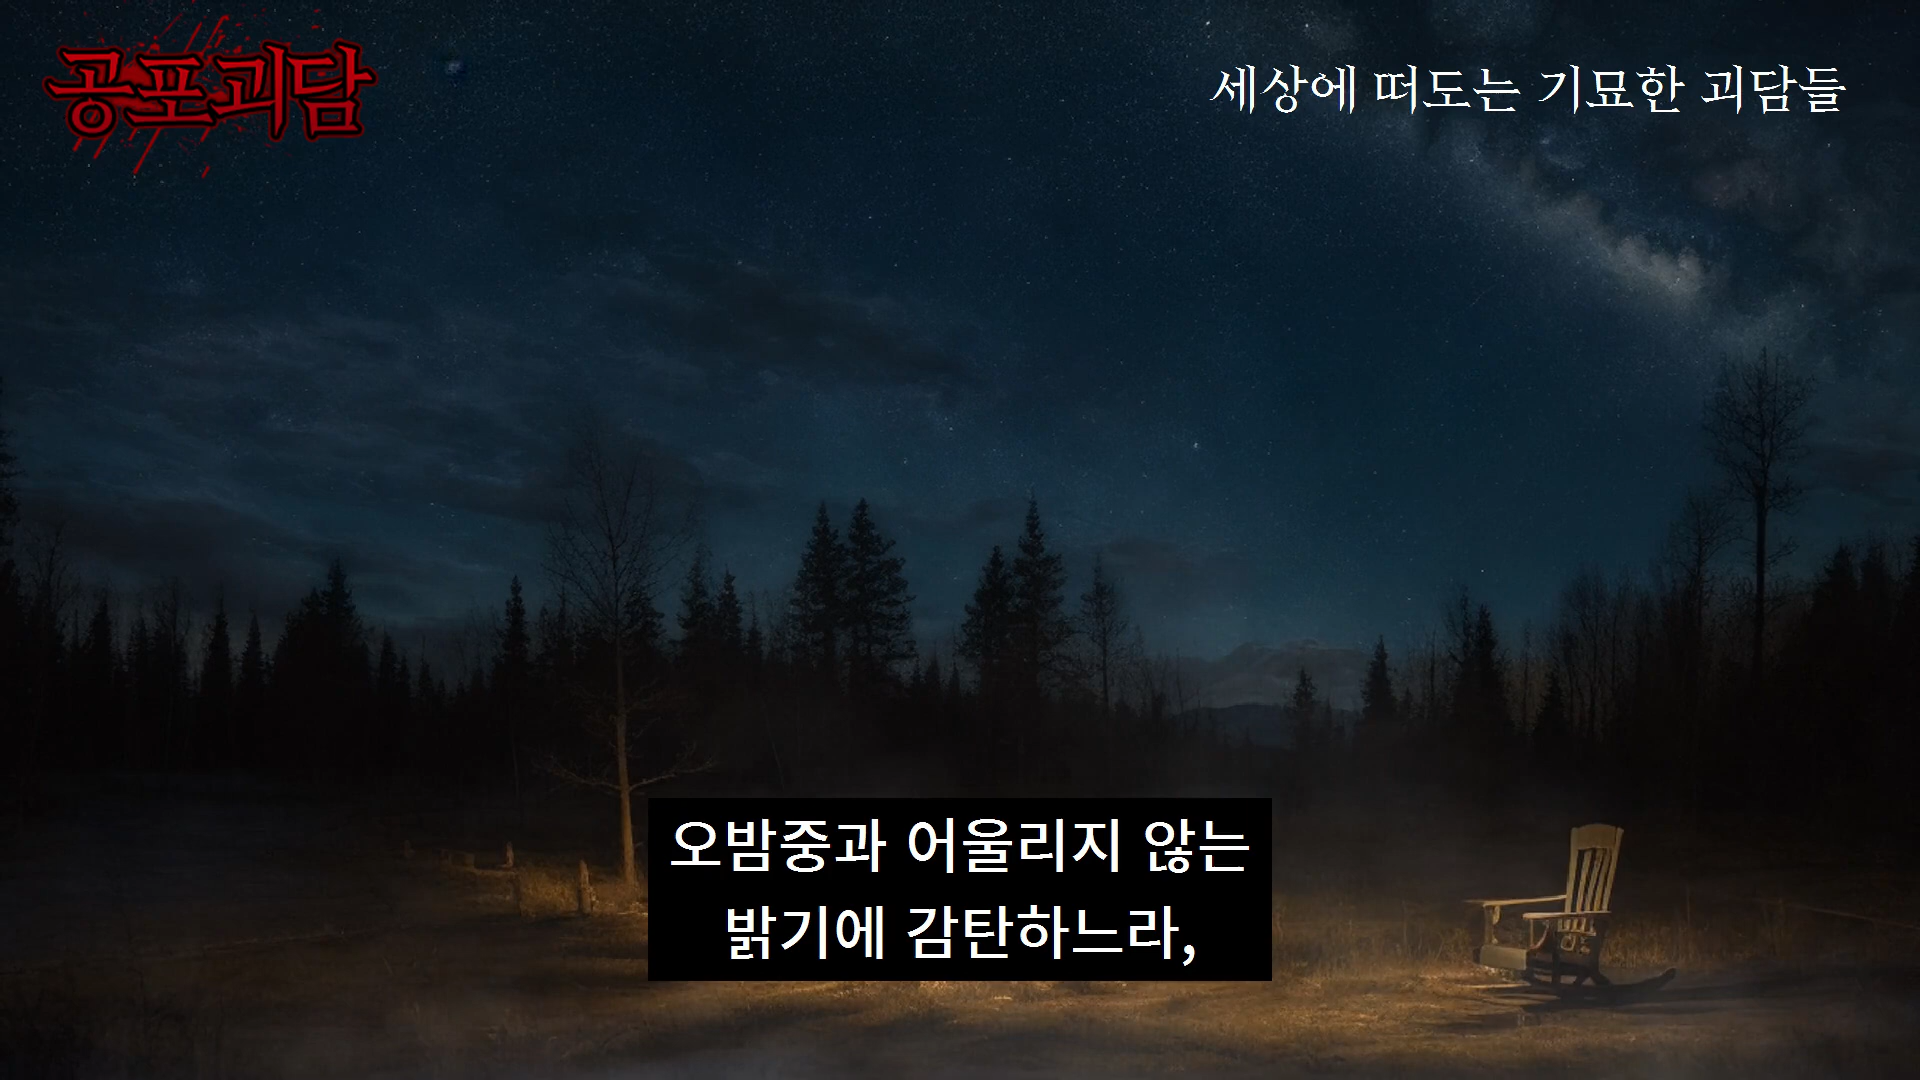 공포괴담
세상에 떠도는 기묘한 괴담들
오밤중과 어울리지 않는
밝기에 감탄하느라,